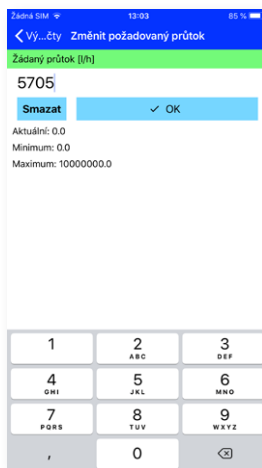 Žádná SIM 13:03 85 %
Vý...čty Změnit požadovaný průtok
Žádaný průtok [l/h]
5705
Smazat ✓ OK
Aktuální: 0.0
Minimum: 0.0
Maximum: 10000000.0
1 2 3
ABC DEF
4 5 6
GHI JKL MNO
7 8 9
PQRS TUV WXYZ
, 0